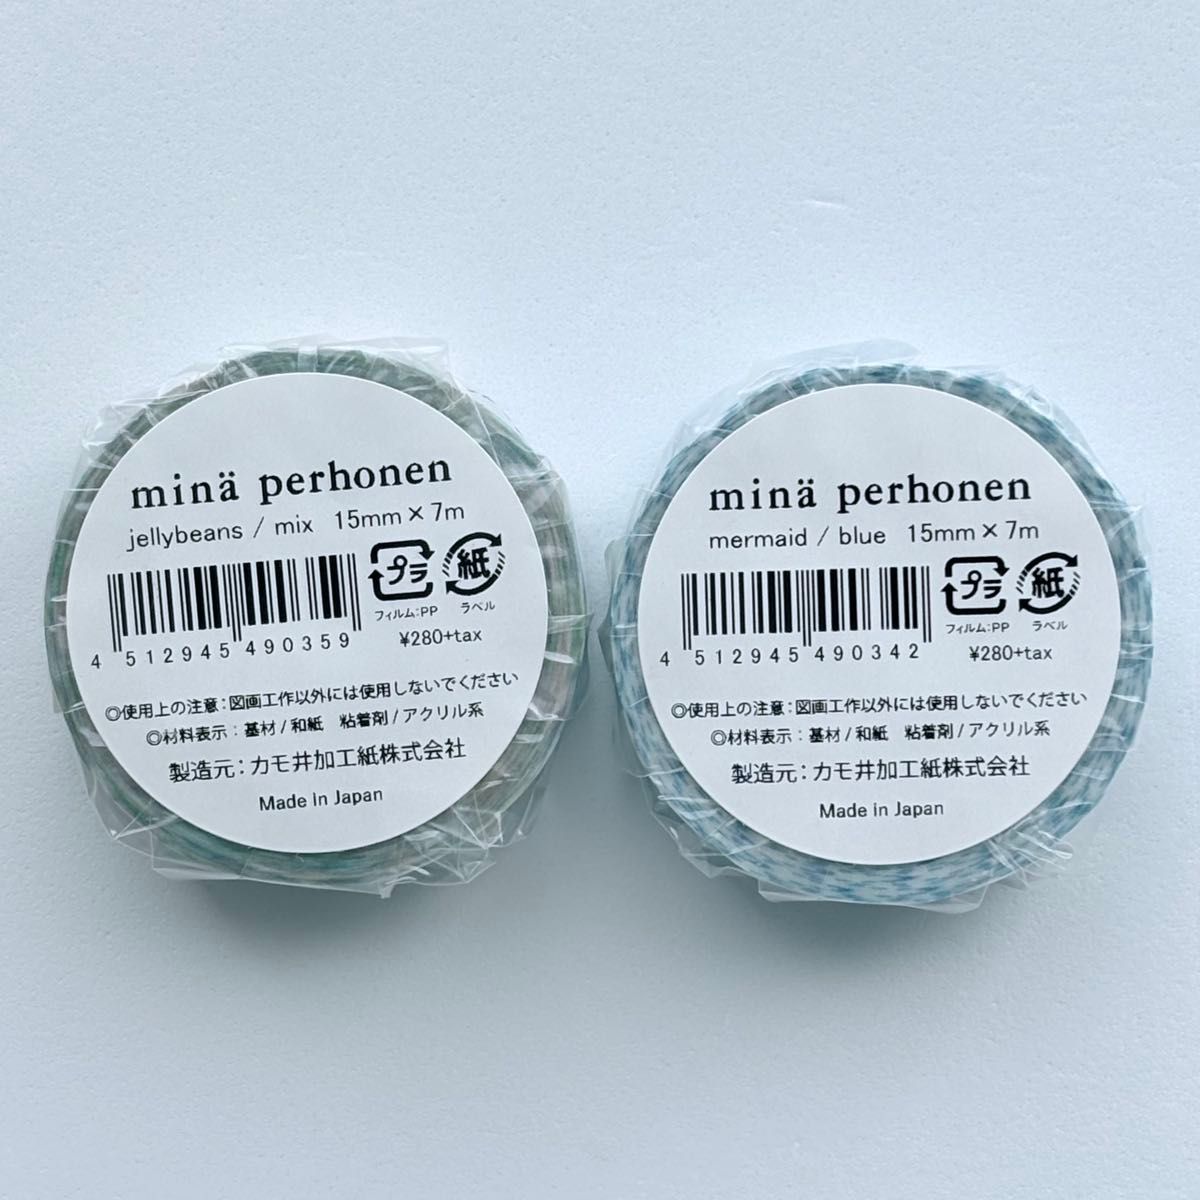 minä perhonen
jellybeans / mix 15mm×7m
プラ
紙
フィルム:PP
ラベル
¥280+tax
4 512945 490359
◎使用上の注意:図画工作以外には使用しないでください
◎材料表示:基材/和紙 粘着剤/アクリル系
製造元:カモ井加工紙株式会社
Made in Japan
minä perhonen
mermaid / blue 15mm×7m
プラ
紙
フィルム:PP
ラベル
¥280+tax
4 512945 490342
◎使用上の注意:図画工作以外には使用しないでください
◎材料表示:基材/和紙 粘着剤/アクリル系
製造元:カモ井加工紙株式会社
Made in Japan